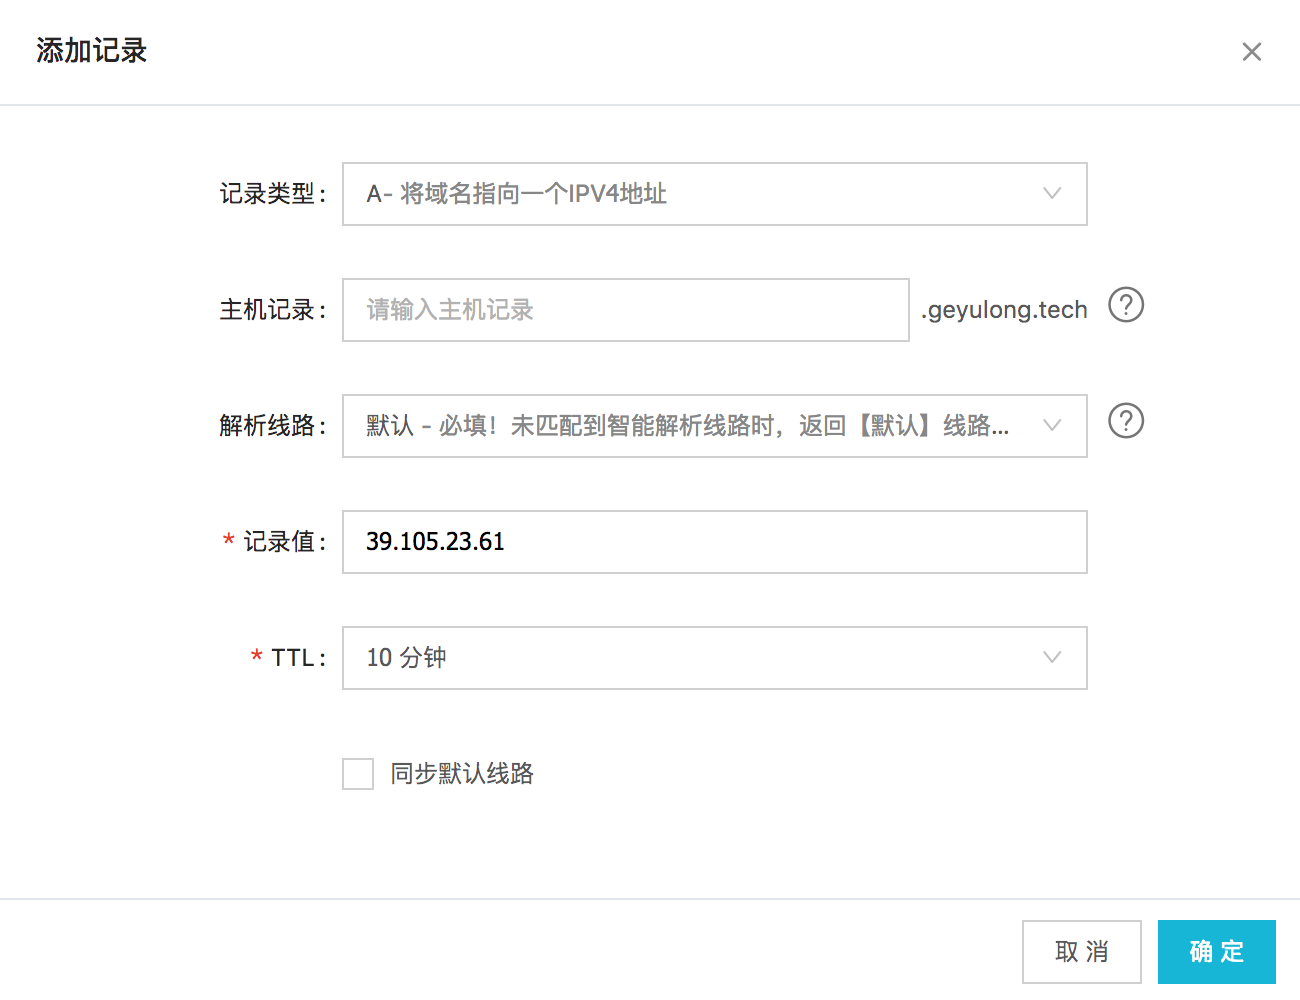 添加记录
记录类型: A- 将域名指向一个IPV4地址
主机记录: 请输入主机记录 .geyulong.tech ?
解析线路: 默认 - 必填！未匹配到智能解析线路时，返回【默认】线路... ?
* 记录值: 39.105.23.61
* TTL: 10 分钟
同步默认线路
取 消 确 定